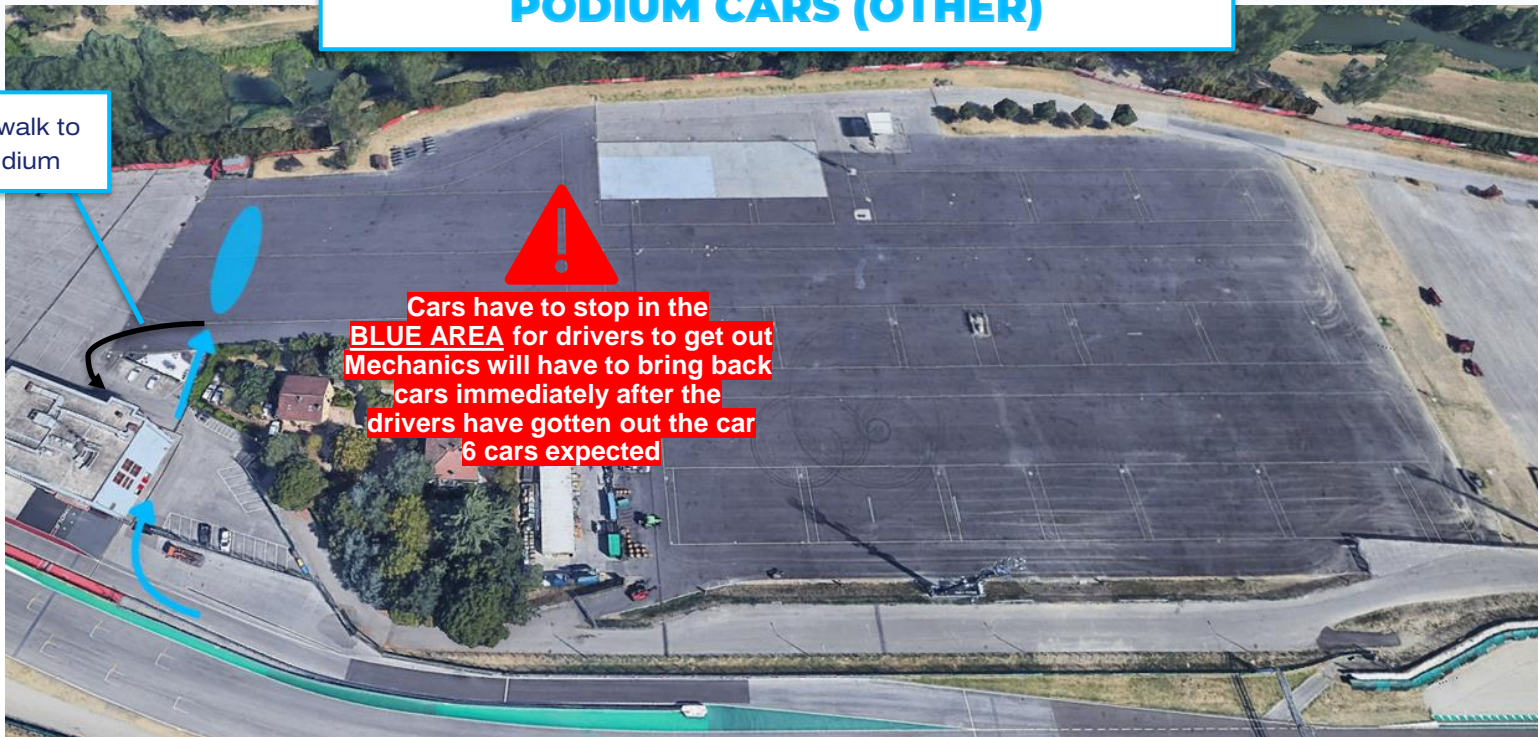 PODIUM CARS (OTHER)
walk to
dium
Cars have to stop in the
BLUE AREA for drivers to get out
Mechanics will have to bring back
cars immediately after the
drivers have gotten out the car
6 cars expected